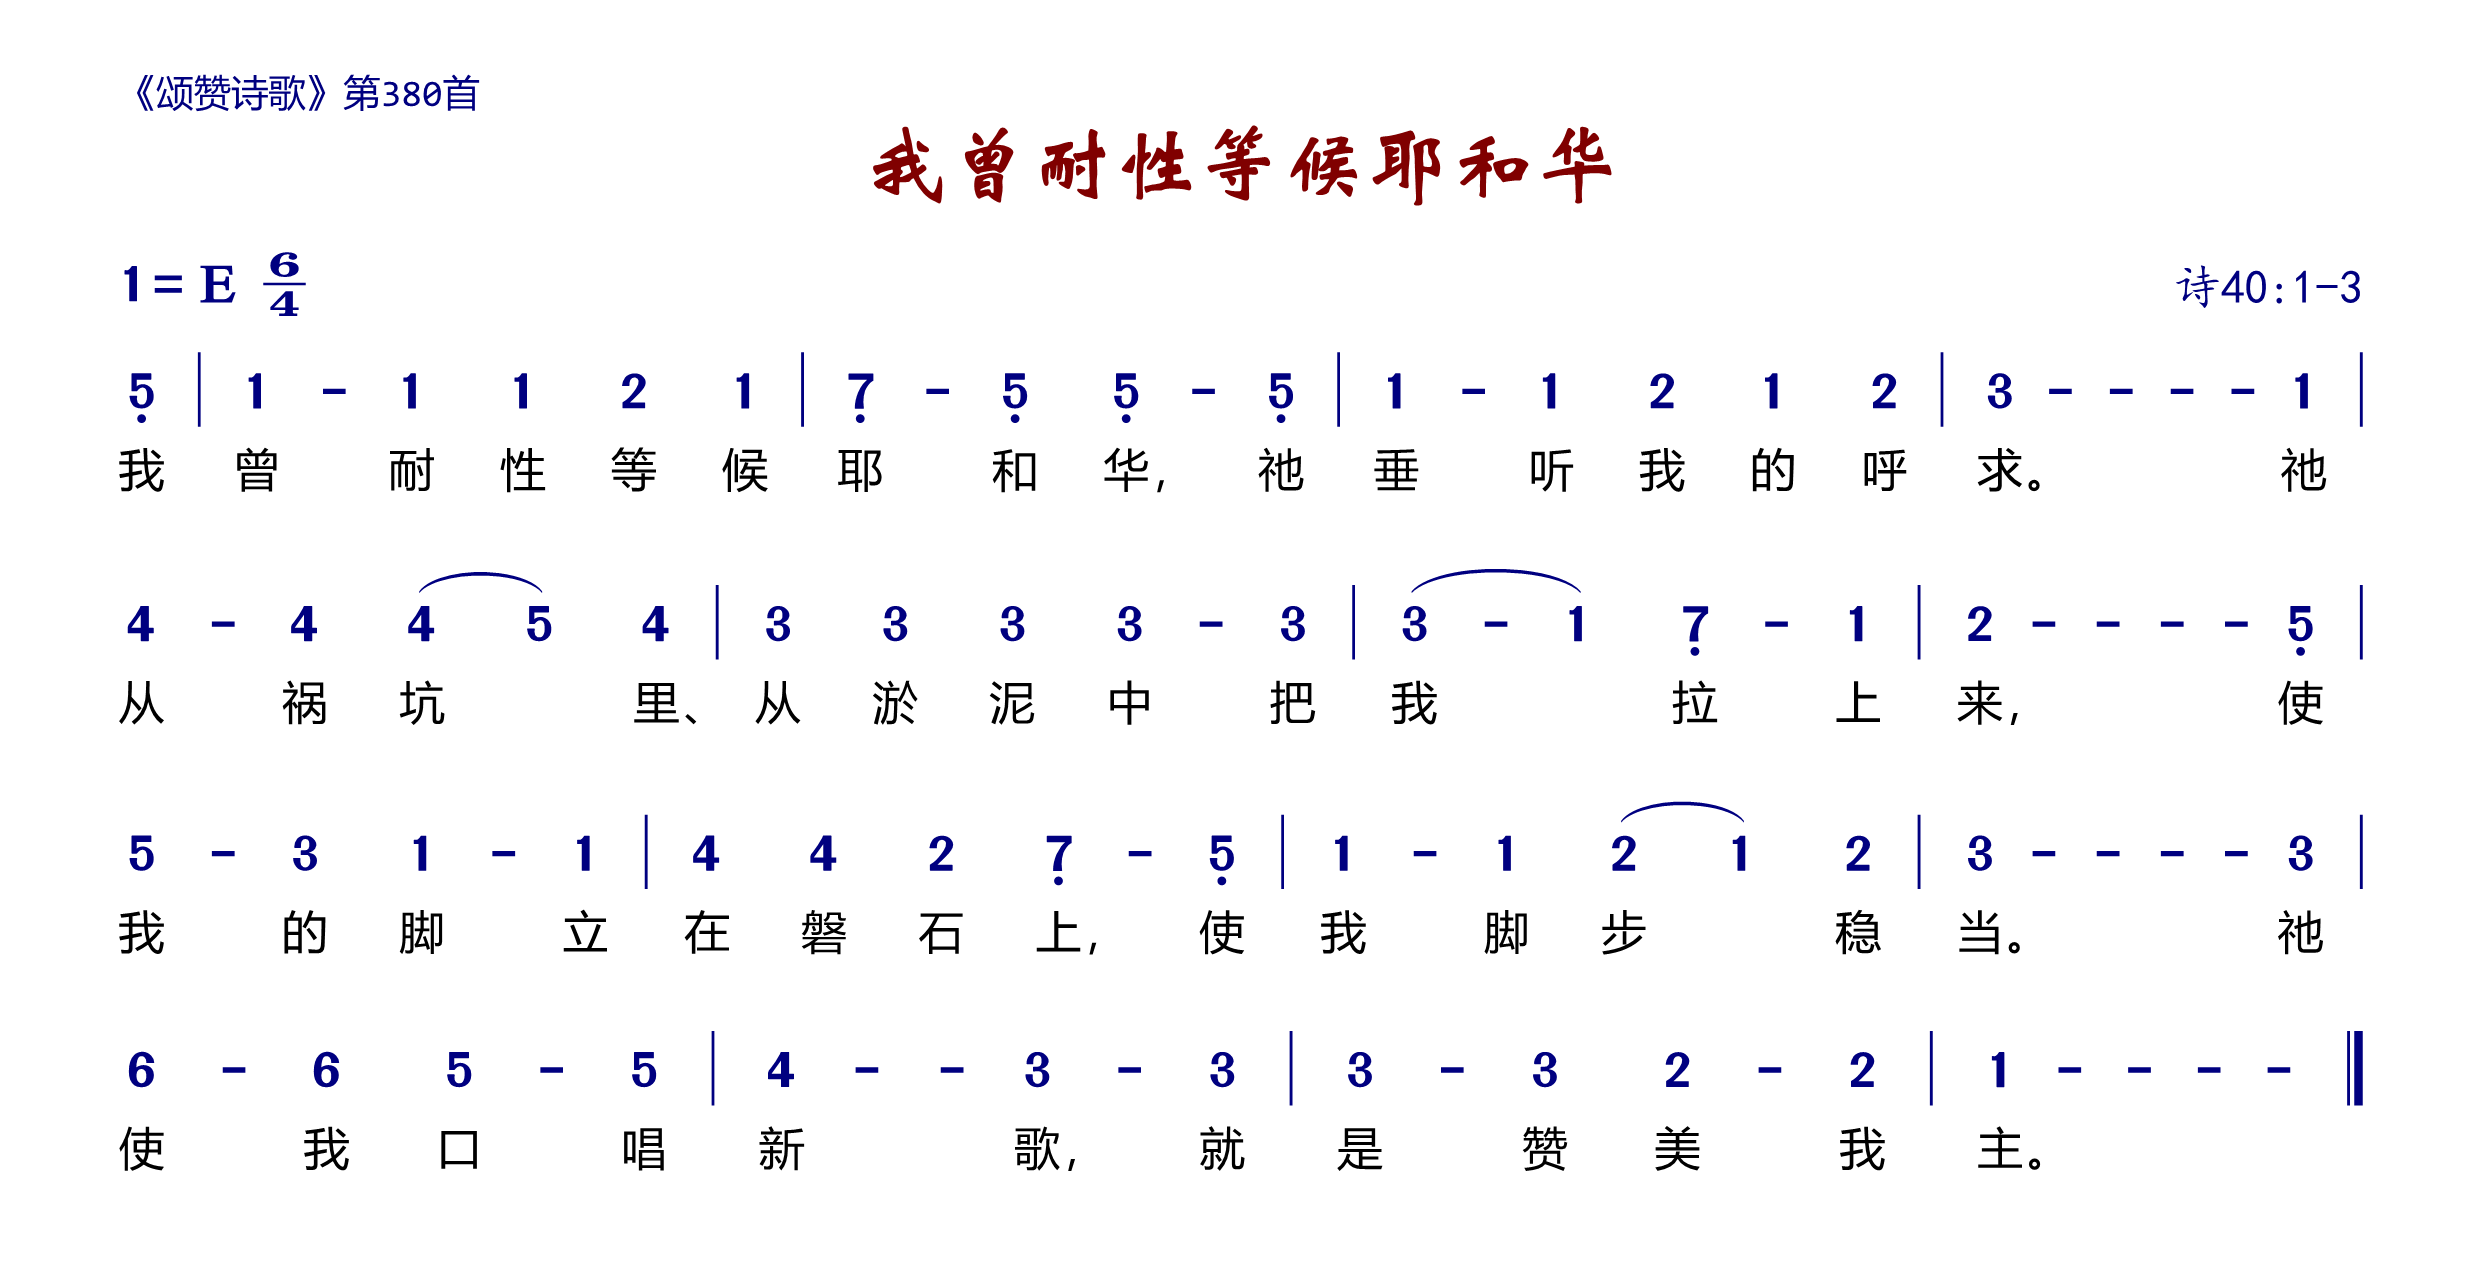 《颂赞诗歌》第380首
我曾耐性等候耶和华
1=E 6/4
诗40:1-3
5̣ | 1 - 1 1 2 1 | 7̣ - 5̣ 5̣ - 5̣ | 1 - 1 2 1 2 | 3 - - - - 1 |
我 曾 耐 性 等 候 耶 和 华, 祂 垂 听 我 的 呼 求。 祂
4 - 4 4 5 4 | 3 3 3 3 - 3 | 3 - 1 7̣ - 1 | 2 - - - - 5̣ |
从 祸 坑 里、 从 淤 泥 中 把 我 拉 上 来, 使
5 - 3 1 - 1 | 4 4 2 7̣ - 5̣ | 1 - 1 2 1 2 | 3 - - - - 3 |
我 的 脚 立 在 磐 石 上, 使 我 脚 步 稳 当。 祂
6 - 6 5 - 5 | 4 - - 3 - 3 | 3 - 3 2 - 2 | 1 - - - - ‖
使 我 口 唱 新 歌, 就 是 赞 美 我 主。